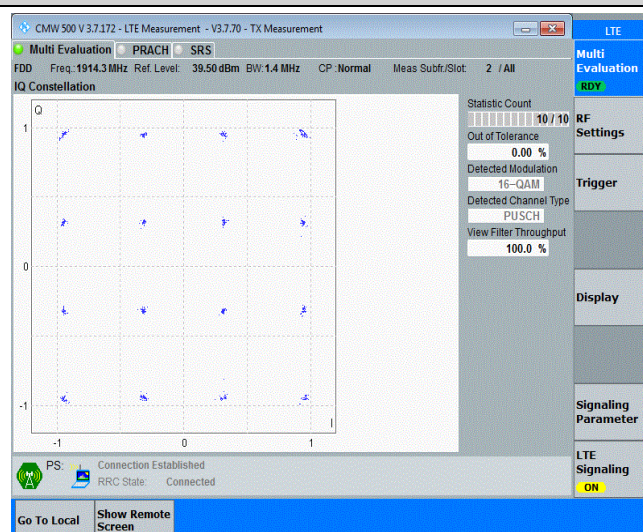 CMW 500 V 3.7.172 - LTE Measurement - V3.7.70 - TX Measurement
LTE
Multi Evaluation PRACH SRS
Multi
Evaluation
RDY
FDD Freq.:1914.3 MHz Ref. Level: 39.50 dBm BW:1.4 MHz CP :Normal Meas Subfr./Slot: 2 / All
IQ Constellation
Q
1
0
-1
I
-1 0 1
Statistic Count
10 / 10
Out of Tolerance
0.00 %
Detected Modulation
16-QAM
Detected Channel Type
PUSCH
View Filter Throughput
100.0 %
RF
Settings
Trigger
Display
Signaling
Parameter
LTE
Signaling
ON
PS: Connection Established
RRC State: Connected
Go To Local
Show Remote
Screen